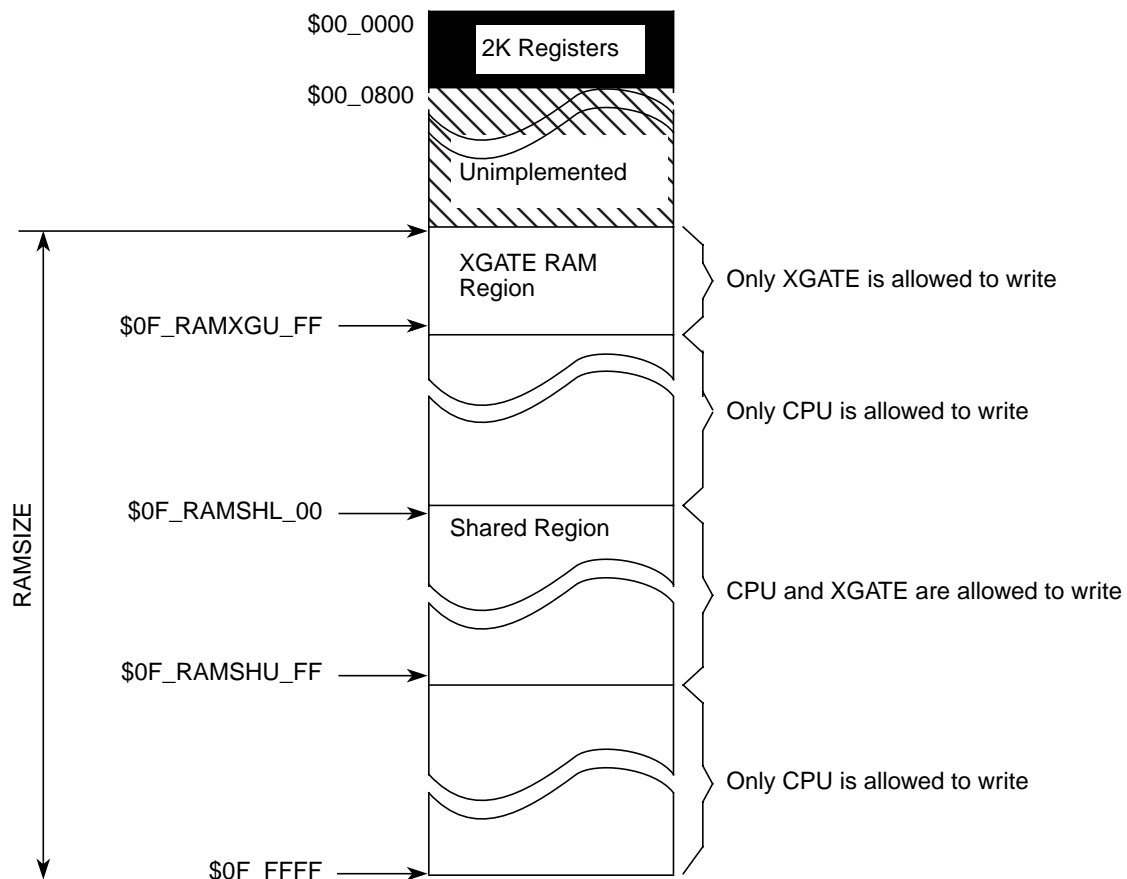 $00_0000
2K Registers
$00_0800
Unimplemented
XGATE RAM
Region
Only XGATE is allowed to write
$0F_RAMXGU_FF
Only CPU is allowed to write
$0F_RAMSHL_00
Shared Region
RAMSIZE
CPU and XGATE are allowed to write
$0F_RAMSHU_FF
Only CPU is allowed to write
$0F_FFFF